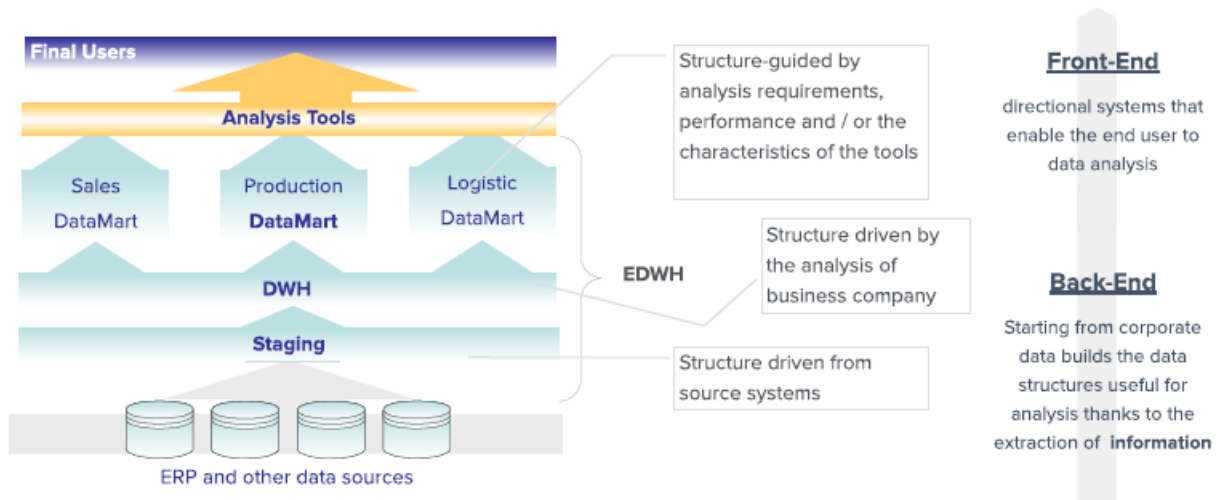 Final Users
Analysis Tools
Sales
DataMart
Production
DataMart
Logistic
DataMart
DWH
Staging
ERP and other data sources
EDWH
Structure-guided by
analysis requirements,
performance and / or the
characteristics of the tools
Structure driven by
the analysis of
business company
Structure driven from
source systems
Front-End
directional systems that
enable the end user to
data analysis
Back-End
Starting from corporate
data builds the data
structures useful for
analysis thanks to the
extraction of information